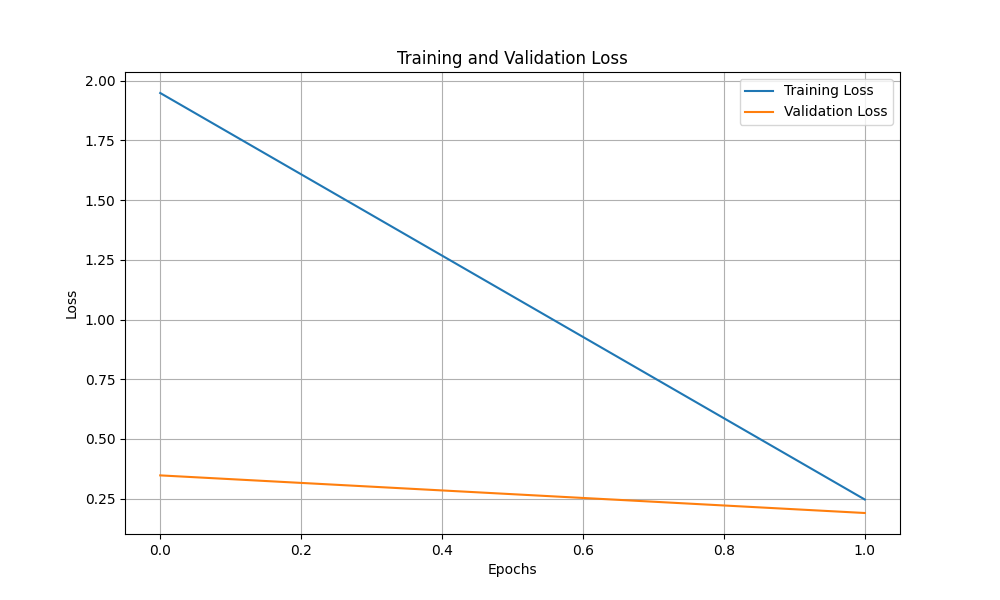 Training and Validation Loss
Training Loss
Validation Loss
2.00
1.75
1.50
1.25
1.00
0.75
0.50
0.25
Loss
0.0 0.2 0.4 0.6 0.8 1.0
Epochs